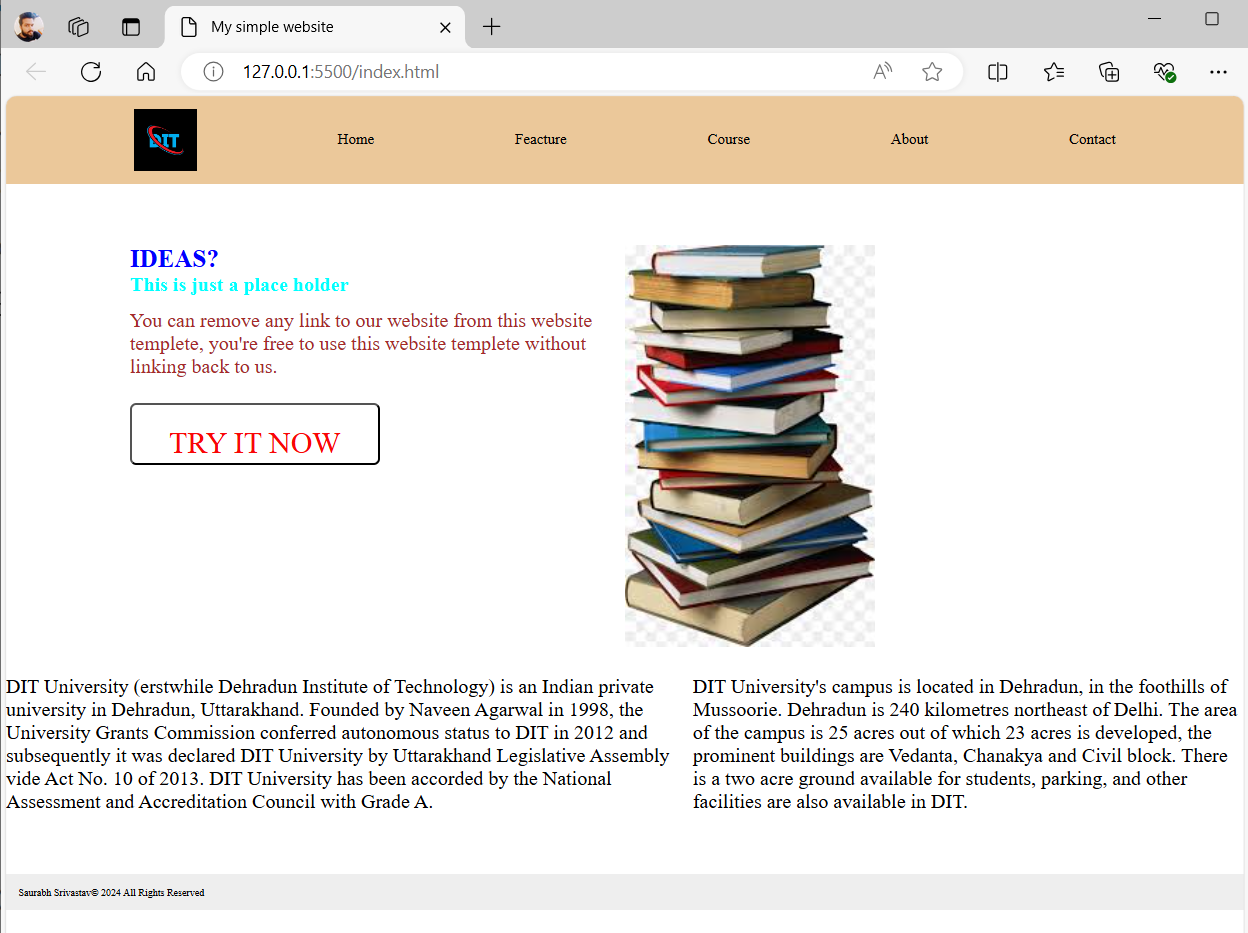 My simple website
127.0.0.1:5500/index.html
DIT
Home
Feacture
Course
About
Contact
IDEAS?
This is just a place holder
You can remove any link to our website from this website
templete, you're free to use this website templete without
linking back to us.
TRY IT NOW
DIT University (erstwhile Dehradun Institute of Technology) is an Indian private
university in Dehradun, Uttarakhand. Founded by Naveen Agarwal in 1998, the
University Grants Commission conferred autonomous status to DIT in 2012 and
subsequently it was declared DIT University by Uttarakhand Legislative Assembly
vide Act No. 10 of 2013. DIT University has been accorded by the National
Assessment and Accreditation Council with Grade A.
DIT University's campus is located in Dehradun, in the foothills of
Mussoorie. Dehradun is 240 kilometres northeast of Delhi. The area
of the campus is 25 acres out of which 23 acres is developed, the
prominent buildings are Vedanta, Chanakya and Civil block. There
is a two acre ground available for students, parking, and other
facilities are also available in DIT.
Saurabh Srivastav© 2024 All Rights Reserved